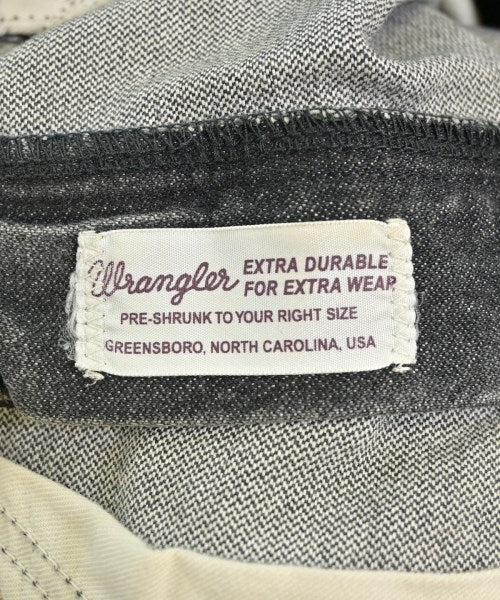 Wrangler EXTRA DURABLE
FOR EXTRA WEAR
PRE-SHRUNK TO YOUR RIGHT SIZE
GREENSBORO, NORTH CAROLINA, USA